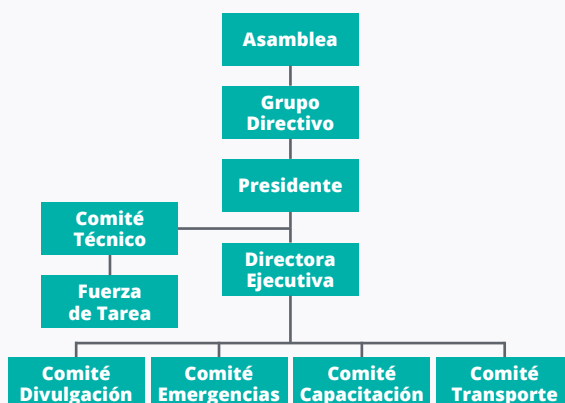 Asamblea
Grupo
Directivo
Presidente
Comité
Técnico
Directora
Ejecutiva
Fuerza
de Tarea
Comité
Divulgación
Comité
Emergencias
Comité
Capacitación
Comité
Transporte